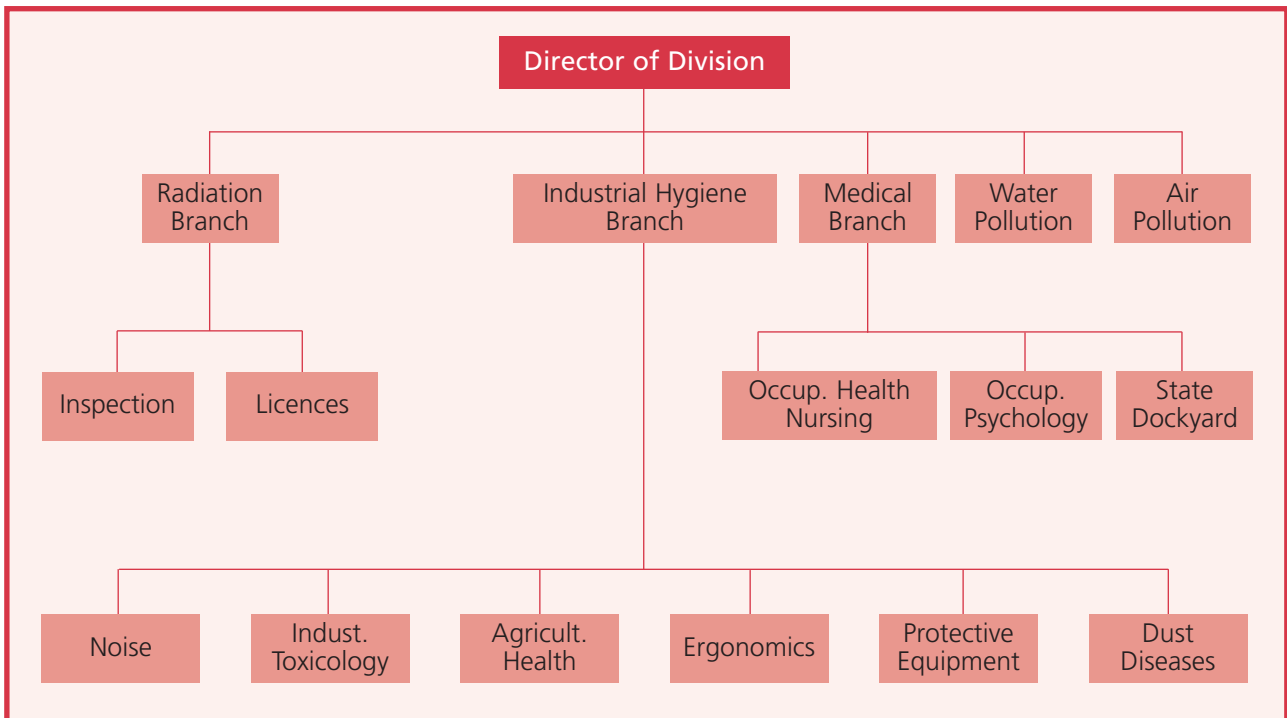 Director of Division
Radiation
Branch
Industrial Hygiene
Branch
Medical
Branch
Water
Pollution
Air
Pollution
Inspection
Licences
Occup. Health
Nursing
Occup.
Psychology
State
Dockyard
Noise
Indust.
Toxicology
Agricult.
Health
Ergonomics
Protective
Equipment
Dust
Diseases